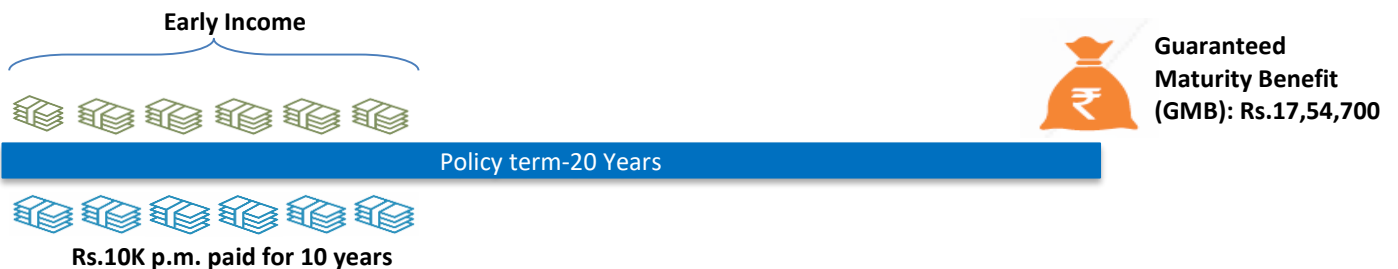 Early Income
Guaranteed
Maturity Benefit
(GMB): Rs.17,54,700
₹
Policy term-20 Years
Rs.10K p.m. paid for 10 years